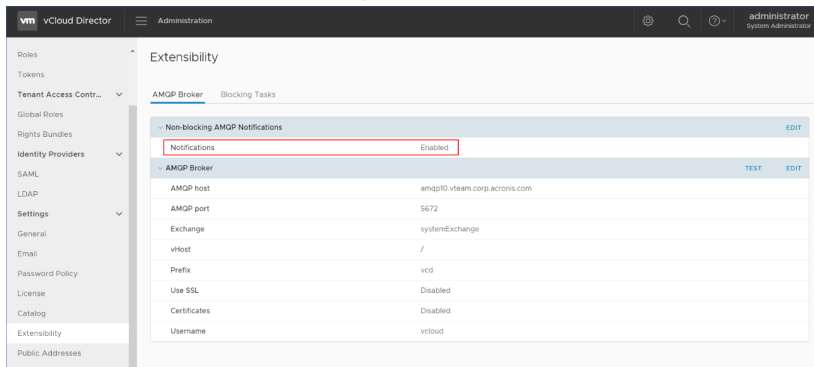 vm vCloud Director Administration administrator
System Administrator
Roles
Tokens
Tenant Access Contr...
Global Roles
Rights Bundles
Identity Providers
SAML
LDAP
Settings
General
Email
Password Policy
License
Catalog
Extensibility
Public Addresses
Extensibility
AMQP Broker Blocking Tasks
Non-blocking AMQP Notifications EDIT
Notifications Enabled
AMQP Broker TEST EDIT
AMQP host amqp10.vteam.corp.acronis.com
AMQP port 5672
Exchange systemExchange
vHost /
Prefix vcd
Use SSL Disabled
Certificates Disabled
Username vcloud